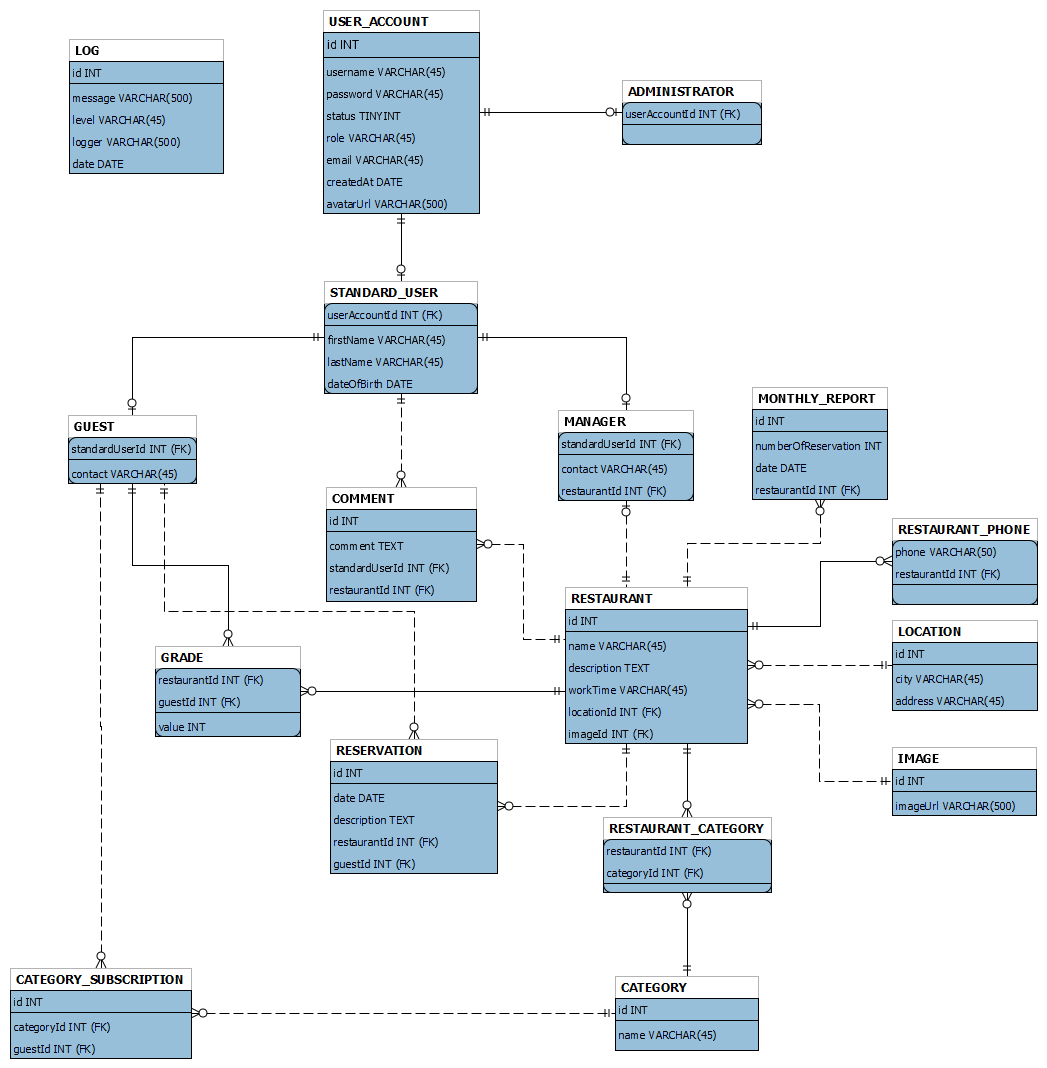 USER_ACCOUNT
id INT
username VARCHAR(45)
password VARCHAR(45)
status TINYINT
role VARCHAR(45)
email VARCHAR(45)
createdAt DATE
avatarUrl VARCHAR(500)
LOG
id INT
message VARCHAR(500)
level VARCHAR(45)
logger VARCHAR(500)
date DATE
ADMINISTRATOR
userAccountId INT (FK)
STANDARD_USER
userAccountId INT (FK)
firstName VARCHAR(45)
lastName VARCHAR(45)
dateOfBirth DATE
GUEST
standardUserId INT (FK)
contact VARCHAR(45)
MANAGER
standardUserId INT (FK)
contact VARCHAR(45)
restaurantId INT (FK)
MONTHLY_REPORT
id INT
numberOfReservation INT
date DATE
restaurantId INT (FK)
COMMENT
id INT
comment TEXT
standardUserId INT (FK)
restaurantId INT (FK)
RESTAURANT_PHONE
phone VARCHAR(50)
restaurantId INT (FK)
RESTAURANT
id INT
name VARCHAR(45)
description TEXT
workTime VARCHAR(45)
locationId INT (FK)
imageId INT (FK)
LOCATION
id INT
city VARCHAR(45)
address VARCHAR(45)
GRADE
restaurantId INT (FK)
guestId INT (FK)
value INT
RESERVATION
id INT
date DATE
description TEXT
restaurantId INT (FK)
guestId INT (FK)
IMAGE
id INT
imageUrl VARCHAR(500)
RESTAURANT_CATEGORY
restaurantId INT (FK)
categoryId INT (FK)
CATEGORY_SUBSCRIPTION
id INT
categoryId INT (FK)
guestId INT (FK)
CATEGORY
id INT
name VARCHAR(45)